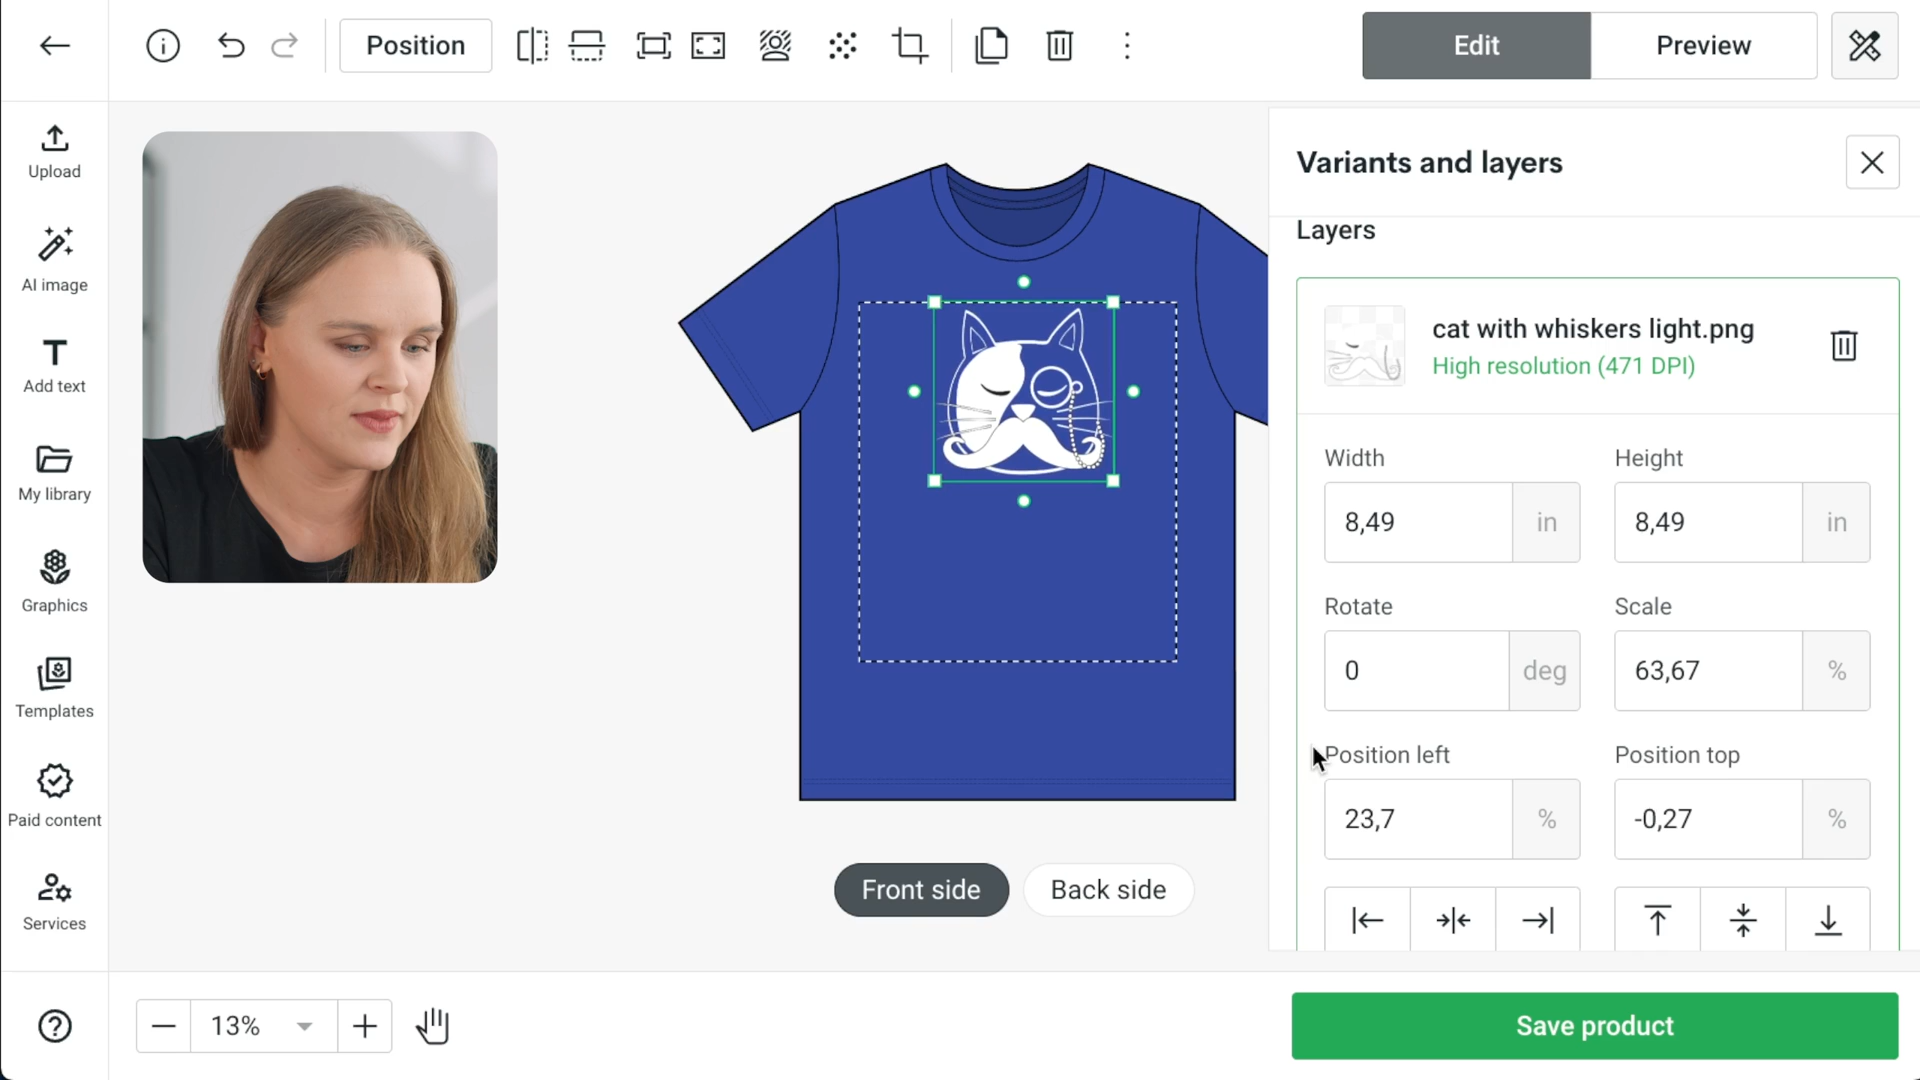 Position
Edit
Preview
Upload
AI image
Add text
My library
Graphics
Templates
Paid content
Services
Front side
Back side
13%
Variants and layers
Layers
cat with whiskers light.png
High resolution (471 DPI)
Width
Height
8,49 in
8,49 in
Rotate
Scale
0 deg
63,67 %
Position left
Position top
23,7 %
-0,27 %
Save product